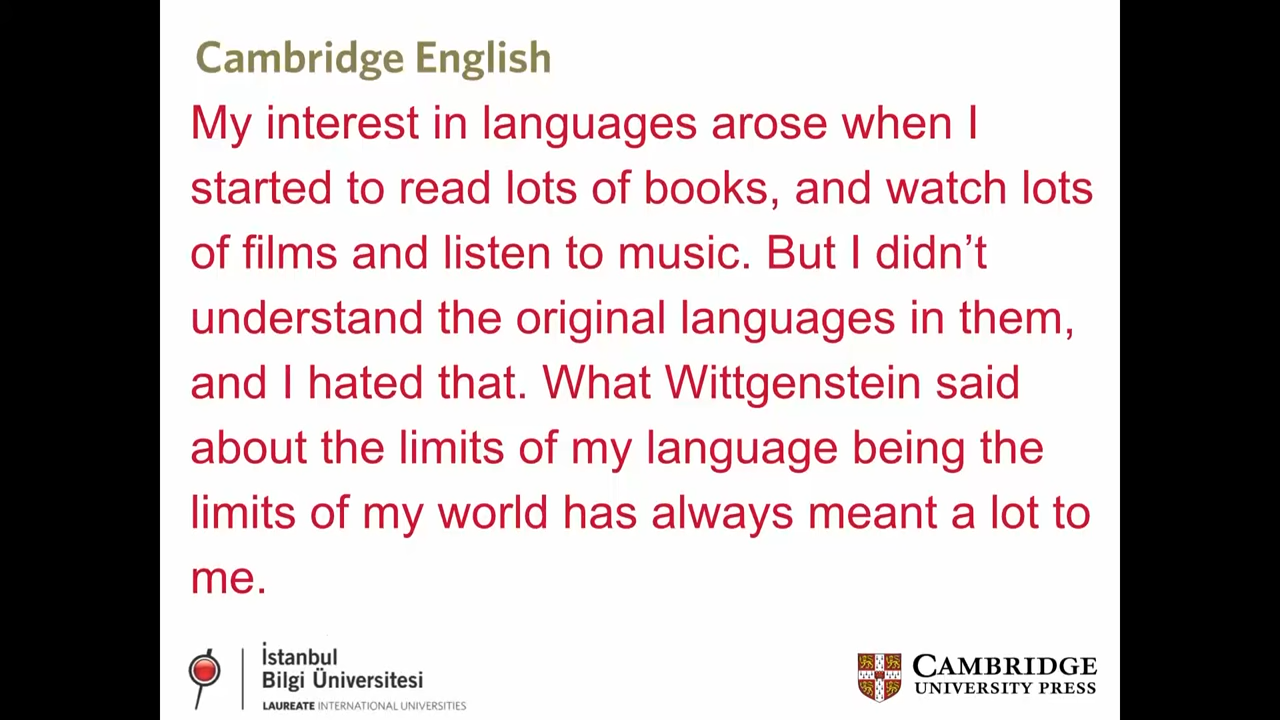 Cambridge English
My interest in languages arose when I
started to read lots of books, and watch lots
of films and listen to music. But I didn’t
understand the original languages in them,
and I hated that. What Wittgenstein said
about the limits of my language being the
limits of my world has always meant a lot to
me.
İstanbul
Bilgi Üniversitesi
LAUREATE INTERNATIONAL UNIVERSITIES
CAMBRIDGE
UNIVERSITY PRESS